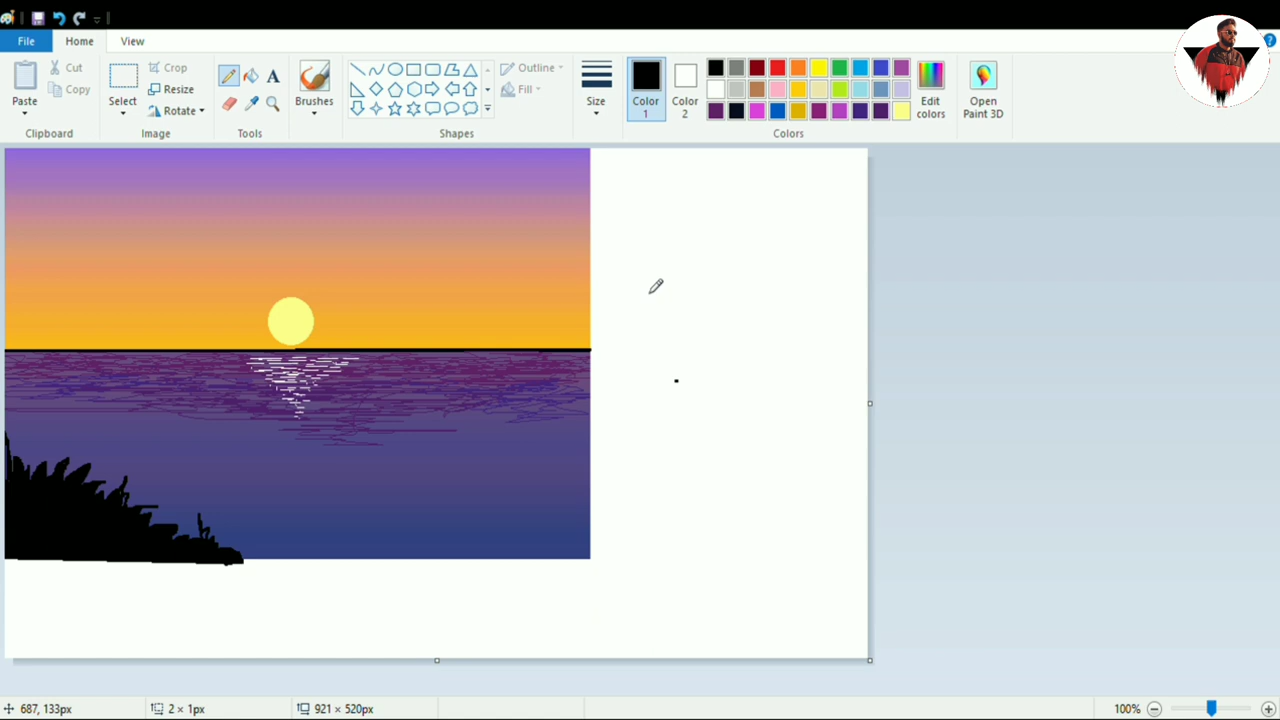 File Home View
Paste
Cut
Copy
Clipboard
Select
Crop
Resize
Rotate
Image
A
Tools
Brushes
Outline
Fill
Shapes
Size
Color
1
Color
2
Edit
colors
Colors
Open
Paint 3D
?
687, 133px 2 × 1px 921 × 520px 100%